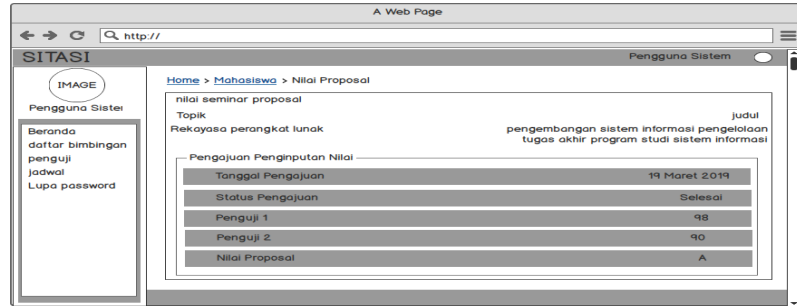 A Web Page
http://
SITASI
Pengguna Sistem
IMAGE
Pengguna Sister
Beranda
daftar bimbingan
penguji
jadwal
Lupa password
Home > Mahasiswa > Nilai Proposal
nilai seminar proposal
Topik judul
Rekayasa perangkat lunak pengembangan sistem informasi pengelolaan
tugas akhir program studi sistem informasi
Pengajuan Penginputan Nilai
Tanggal Pengajuan 19 Maret 2019
Status Pengajuan Selesai
Penguji 1 98
Penguji 2 90
Nilai Proposal A